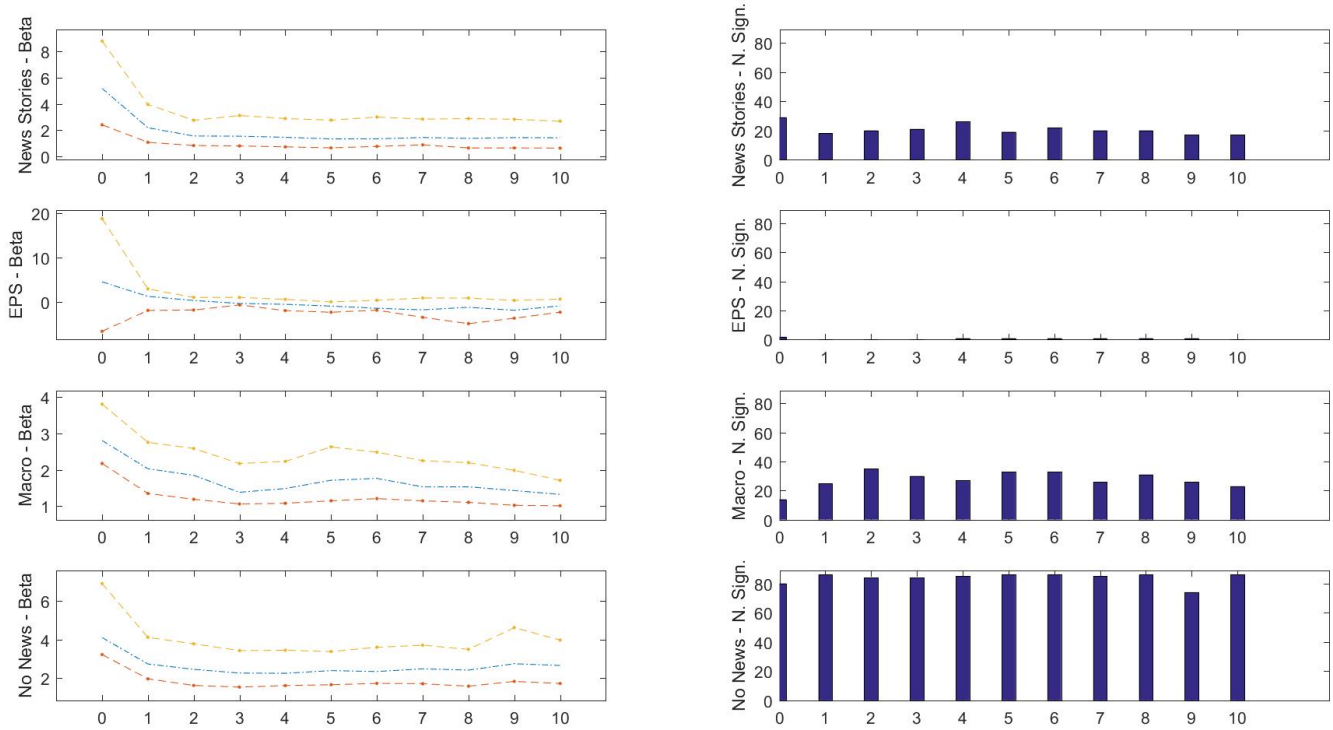 News Stories - Beta
8
6
4
2
0
0 1 2 3 4 5 6 7 8 9 10
News Stories - N. Sign.
80
60
40
20
0
0 1 2 3 4 5 6 7 8 9 10
EPS - Beta
20
10
0
0 1 2 3 4 5 6 7 8 9 10
EPS - N. Sign.
80
60
40
20
0
0 1 2 3 4 5 6 7 8 9 10
Macro - Beta
4
3
2
1
0 1 2 3 4 5 6 7 8 9 10
Macro - N. Sign.
80
60
40
20
0
0 1 2 3 4 5 6 7 8 9 10
No News - Beta
6
4
2
0 1 2 3 4 5 6 7 8 9 10
No News - N. Sign.
80
60
40
20
0
0 1 2 3 4 5 6 7 8 9 10